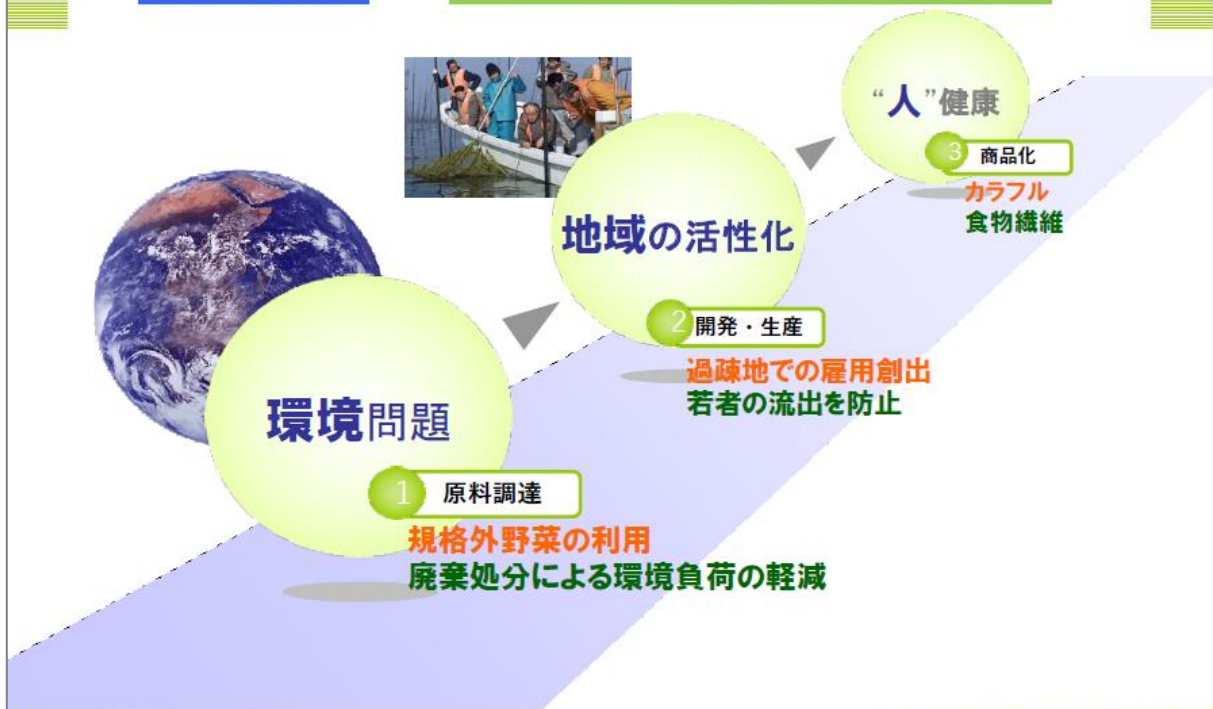 “人”健康
3 商品化
カラフル
食物繊維
地域の活性化
2 開発・生産
過疎地での雇用創出
若者の流出を防止
環境問題
1 原料調達
規格外野菜の利用
廃棄処分による環境負荷の軽減